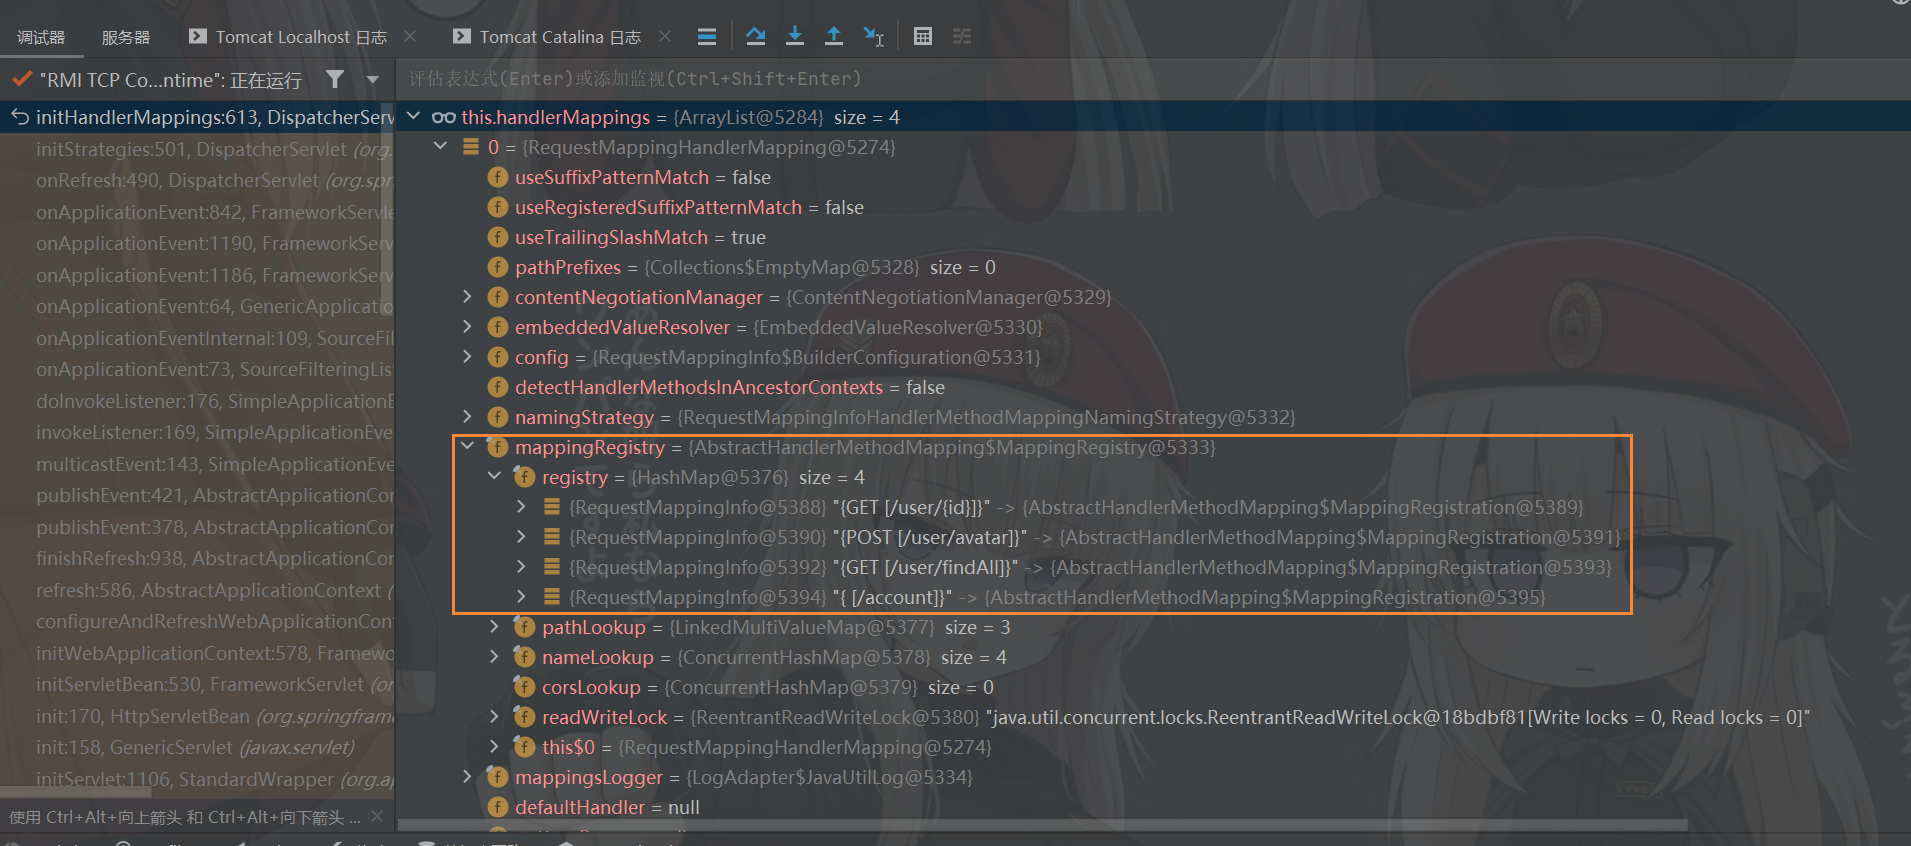 调试器 服务器 Tomcat Localhost 日志 Tomcat Catalina 日志
"RMI TCP Co...ntime": 正在运行
评估表达式(Enter)或添加监视(Ctrl+Shift+Enter)
initHandlerMappings:613, DispatcherServ
initStrategies:501, DispatcherServlet (org.
onRefresh:490, DispatcherServlet (org.spr
onApplicationEvent:842, FrameworkServle
onApplicationEvent:1190, FrameworkServ
onApplicationEvent:1186, FrameworkServ
onApplicationEvent:64, GenericApplicatio
onApplicationEventInternal:109, SourceFil
onApplicationEvent:73, SourceFilteringList
doInvokeListener:176, SimpleApplicationE
invokeListener:169, SimpleApplicationEve
multicastEvent:143, SimpleApplicationEve
publishEvent:421, AbstractApplicationCon
publishEvent:378, AbstractApplicationCon
finishRefresh:938, AbstractApplicationCon
refresh:586, AbstractApplicationContext (
configureAndRefreshWebApplicationCont
initWebApplicationContext:578, Framewo
initServletBean:530, FrameworkServlet (or
init:170, HttpServletBean (org.springframe
init:158, GenericServlet (javax.servlet)
initServlet:1106, StandardWrapper (org.ap
使用 Ctrl+Alt+向上箭头 和 Ctrl+Alt+向下箭头 ...
this.handlerMappings = {ArrayList@5284} size = 4
0 = {RequestMappingHandlerMapping@5274}
useSuffixPatternMatch = false
useRegisteredSuffixPatternMatch = false
useTrailingSlashMatch = true
pathPrefixes = {Collections$EmptyMap@5328} size = 0
contentNegotiationManager = {ContentNegotiationManager@5329}
embeddedValueResolver = {EmbeddedValueResolver@5330}
config = {RequestMappingInfo$BuilderConfiguration@5331}
detectHandlerMethodsInAncestorContexts = false
namingStrategy = {RequestMappingInfoHandlerMethodMappingNamingStrategy@5332}
mappingRegistry = {AbstractHandlerMethodMapping$MappingRegistry@5333}
registry = {HashMap@5376} size = 4
{RequestMappingInfo@5388} "{GET [/user/{id}]}" -> {AbstractHandlerMethodMapping$MappingRegistration@5389}
{RequestMappingInfo@5390} "{POST [/user/avatar]}" -> {AbstractHandlerMethodMapping$MappingRegistration@5391}
{RequestMappingInfo@5392} "{GET [/user/findAll]}" -> {AbstractHandlerMethodMapping$MappingRegistration@5393}
{RequestMappingInfo@5394} "{ [/account]}" -> {AbstractHandlerMethodMapping$MappingRegistration@5395}
pathLookup = {LinkedMultiValueMap@5377} size = 3
nameLookup = {ConcurrentHashMap@5378} size = 4
corsLookup = {ConcurrentHashMap@5379} size = 0
readWriteLock = {ReentrantReadWriteLock@5380} "java.util.concurrent.locks.ReentrantReadWriteLock@18bdbf81[Write locks = 0, Read locks = 0]"
this$0 = {RequestMappingHandlerMapping@5274}
mappingsLogger = {LogAdapter$JavaUtilLog@5334}
defaultHandler = null